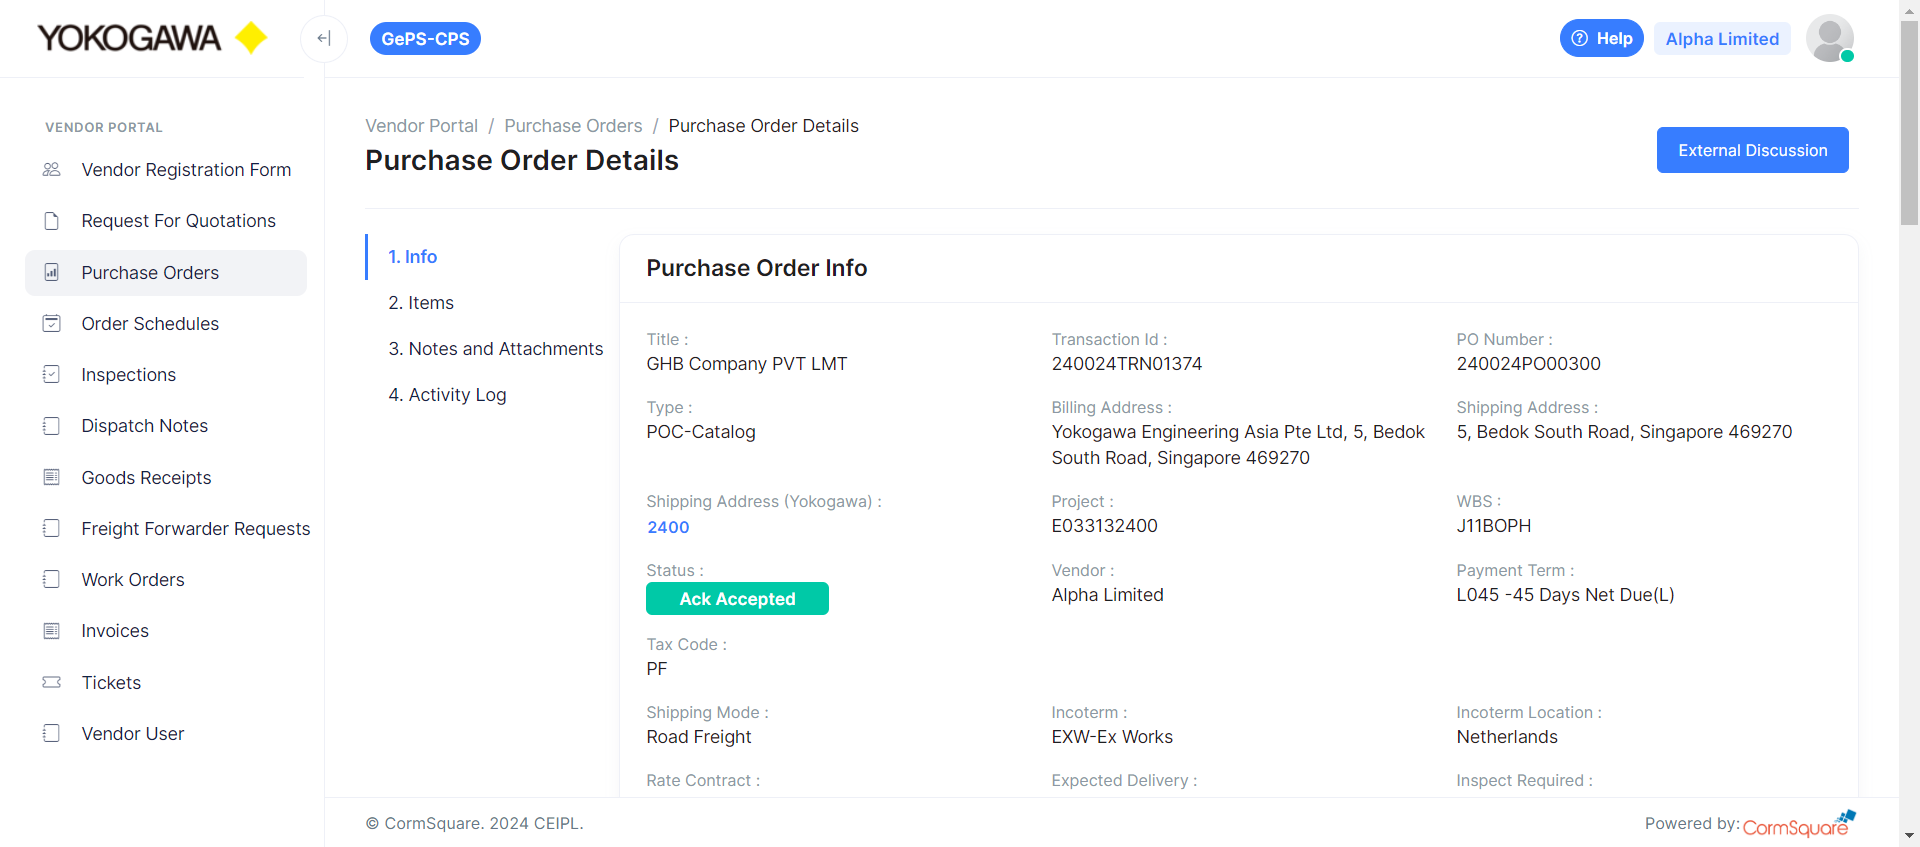 YOKOGAWA
GePS-CPS
Help
Alpha Limited
VENDOR PORTAL
Vendor Registration Form
Request For Quotations
Purchase Orders
Order Schedules
Inspections
Dispatch Notes
Goods Receipts
Freight Forwarder Requests
Work Orders
Invoices
Tickets
Vendor User
Vendor Portal / Purchase Orders / Purchase Order Details
Purchase Order Details
External Discussion
1. Info
2. Items
3. Notes and Attachments
4. Activity Log
Purchase Order Info
Title :
GHB Company PVT LMT
Transaction Id :
240024TRN01374
PO Number :
240024PO00300
Type :
POC-Catalog
Billing Address :
Yokogawa Engineering Asia Pte Ltd, 5, Bedok
South Road, Singapore 469270
Shipping Address :
5, Bedok South Road, Singapore 469270
Shipping Address (Yokogawa) :
2400
Project :
E033132400
WBS :
J11BOPH
Status :
Ack Accepted
Vendor :
Alpha Limited
Payment Term :
L045 -45 Days Net Due(L)
Tax Code :
PF
Shipping Mode :
Road Freight
Incoterm :
EXW-Ex Works
Incoterm Location :
Netherlands
Rate Contract :
Expected Delivery :
Inspect Required :
© CormSquare. 2024 CEIPL.
Powered by: CormSquare